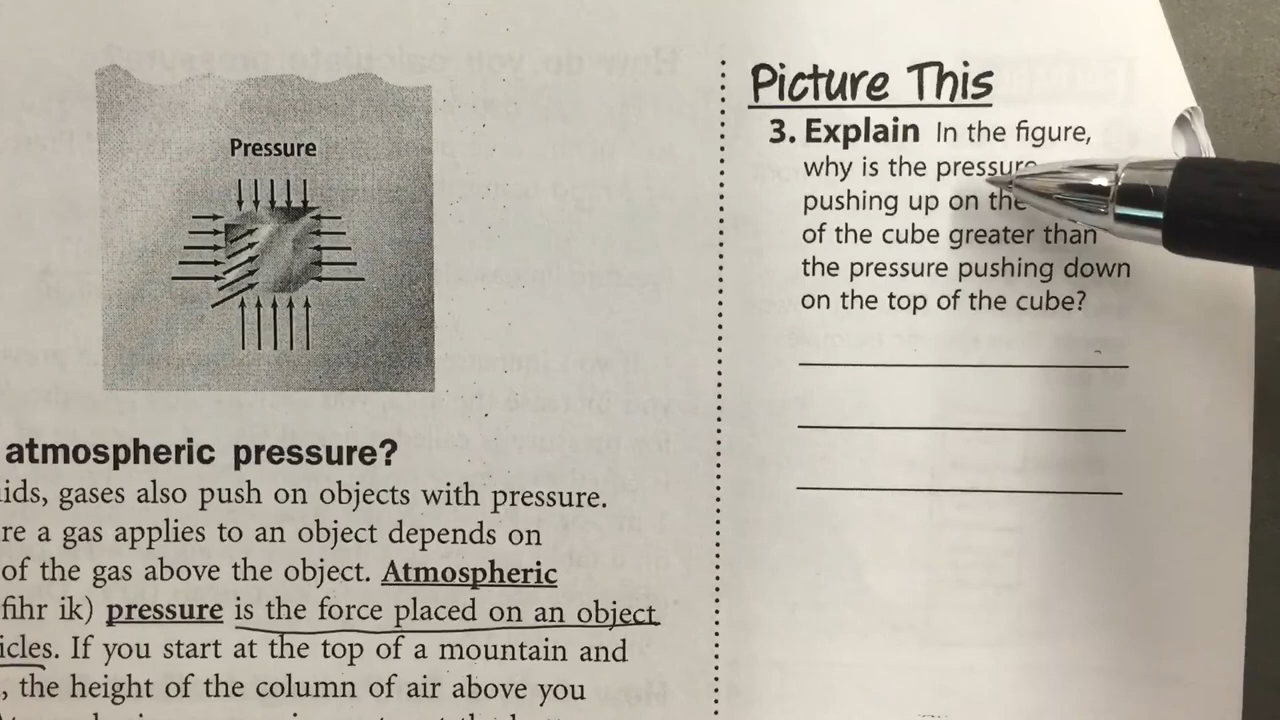 Pressure
atmospheric pressure?
ids, gases also push on objects with pressure.
re a gas applies to an object depends on
of the gas above the object. Atmospheric
fihr ik) pressure is the force placed on an object
icles. If you start at the top of a mountain and
, the height of the column of air above you
Picture This
3. Explain In the figure,
why is the pressure
pushing up on the
of the cube greater than
the pressure pushing down
on the top of the cube?